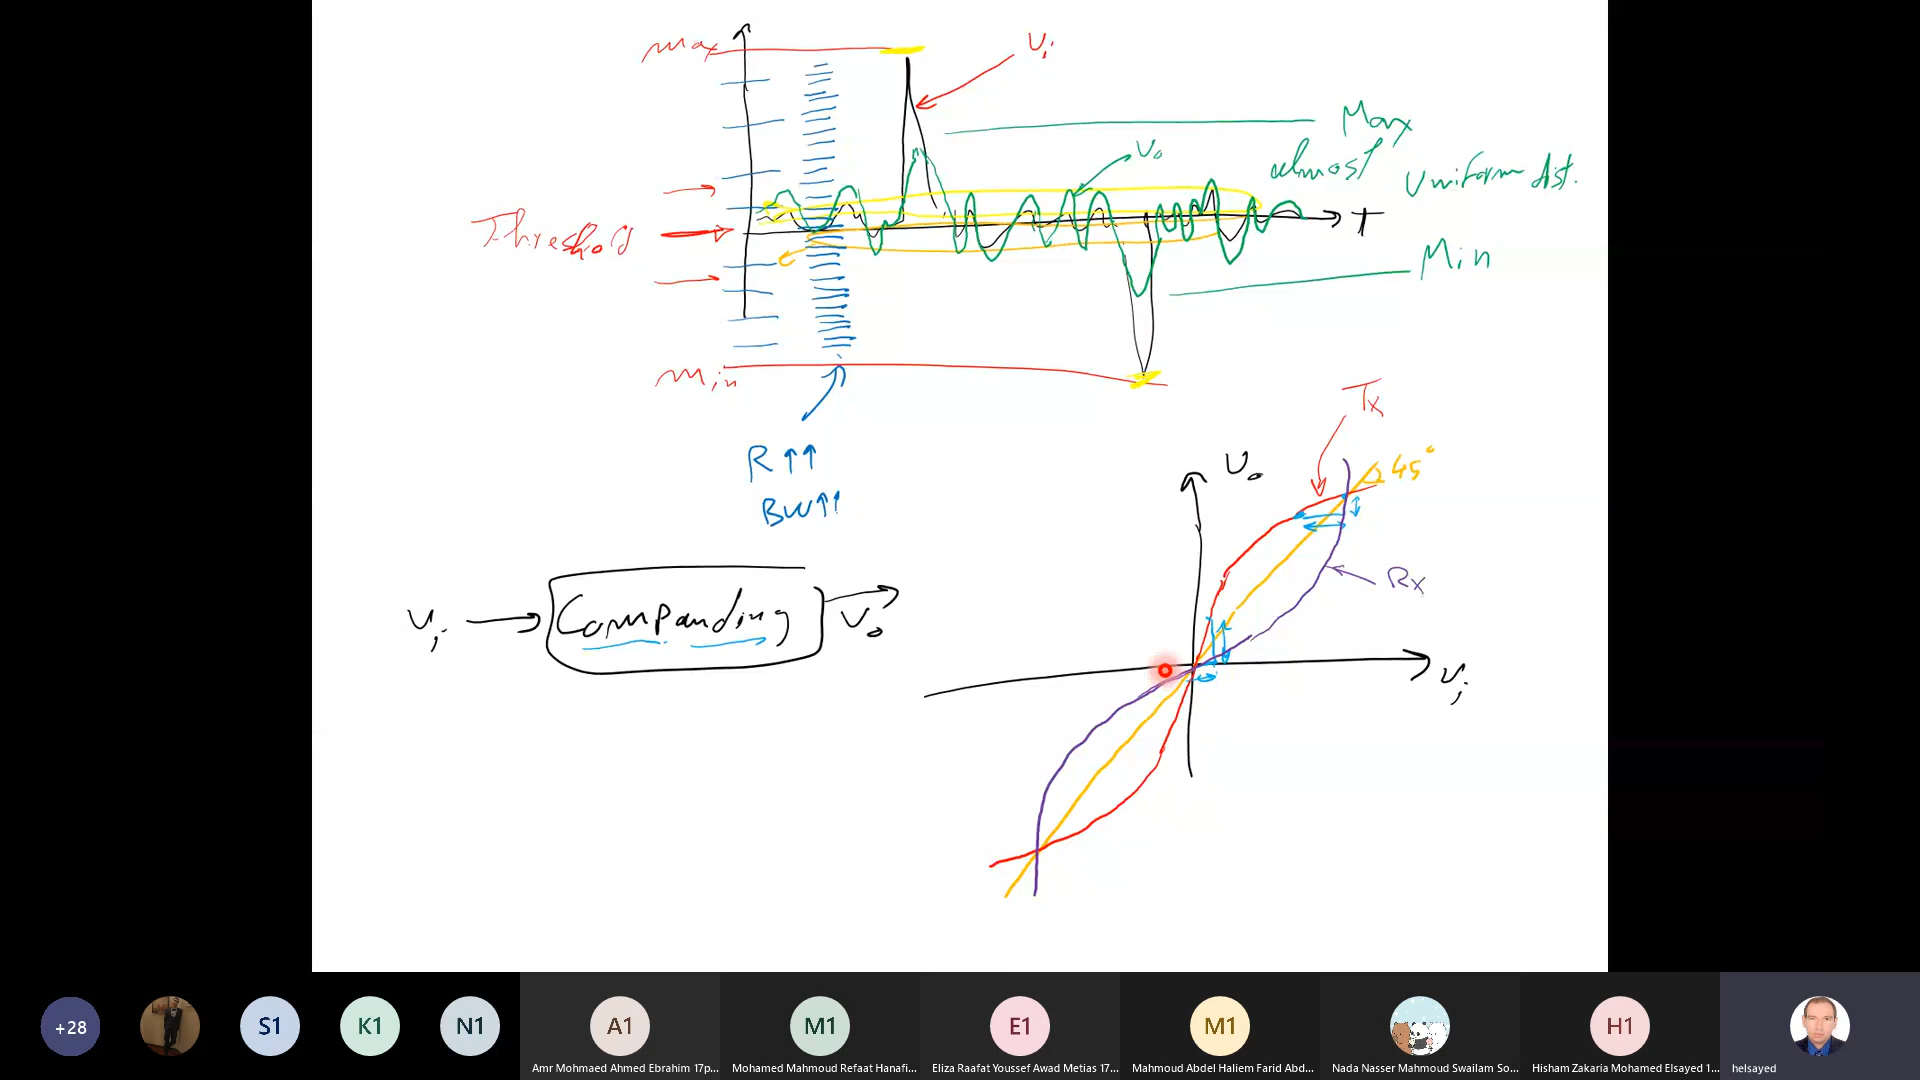 max
Vi
Max
Vo
almost Uniform dist.
Threshold
T
Min
min
Tx
R↑↑
Vo
45°
BW↑↑
Rx
Vi → Companding → Vo
Vi
+28
S1
K1
N1
A1
M1
E1
M1
H1
Amr Mohmaed Ahmed Ebrahim 17p...
Mohamed Mahmoud Refaat Hanafi...
Eliza Raafat Youssef Awad Metias 17...
Mahmoud Abdel Haliem Farid Abd...
Nada Nasser Mahmoud Swailam So...
Hisham Zakaria Mohamed Elsayed 1...
helsayed